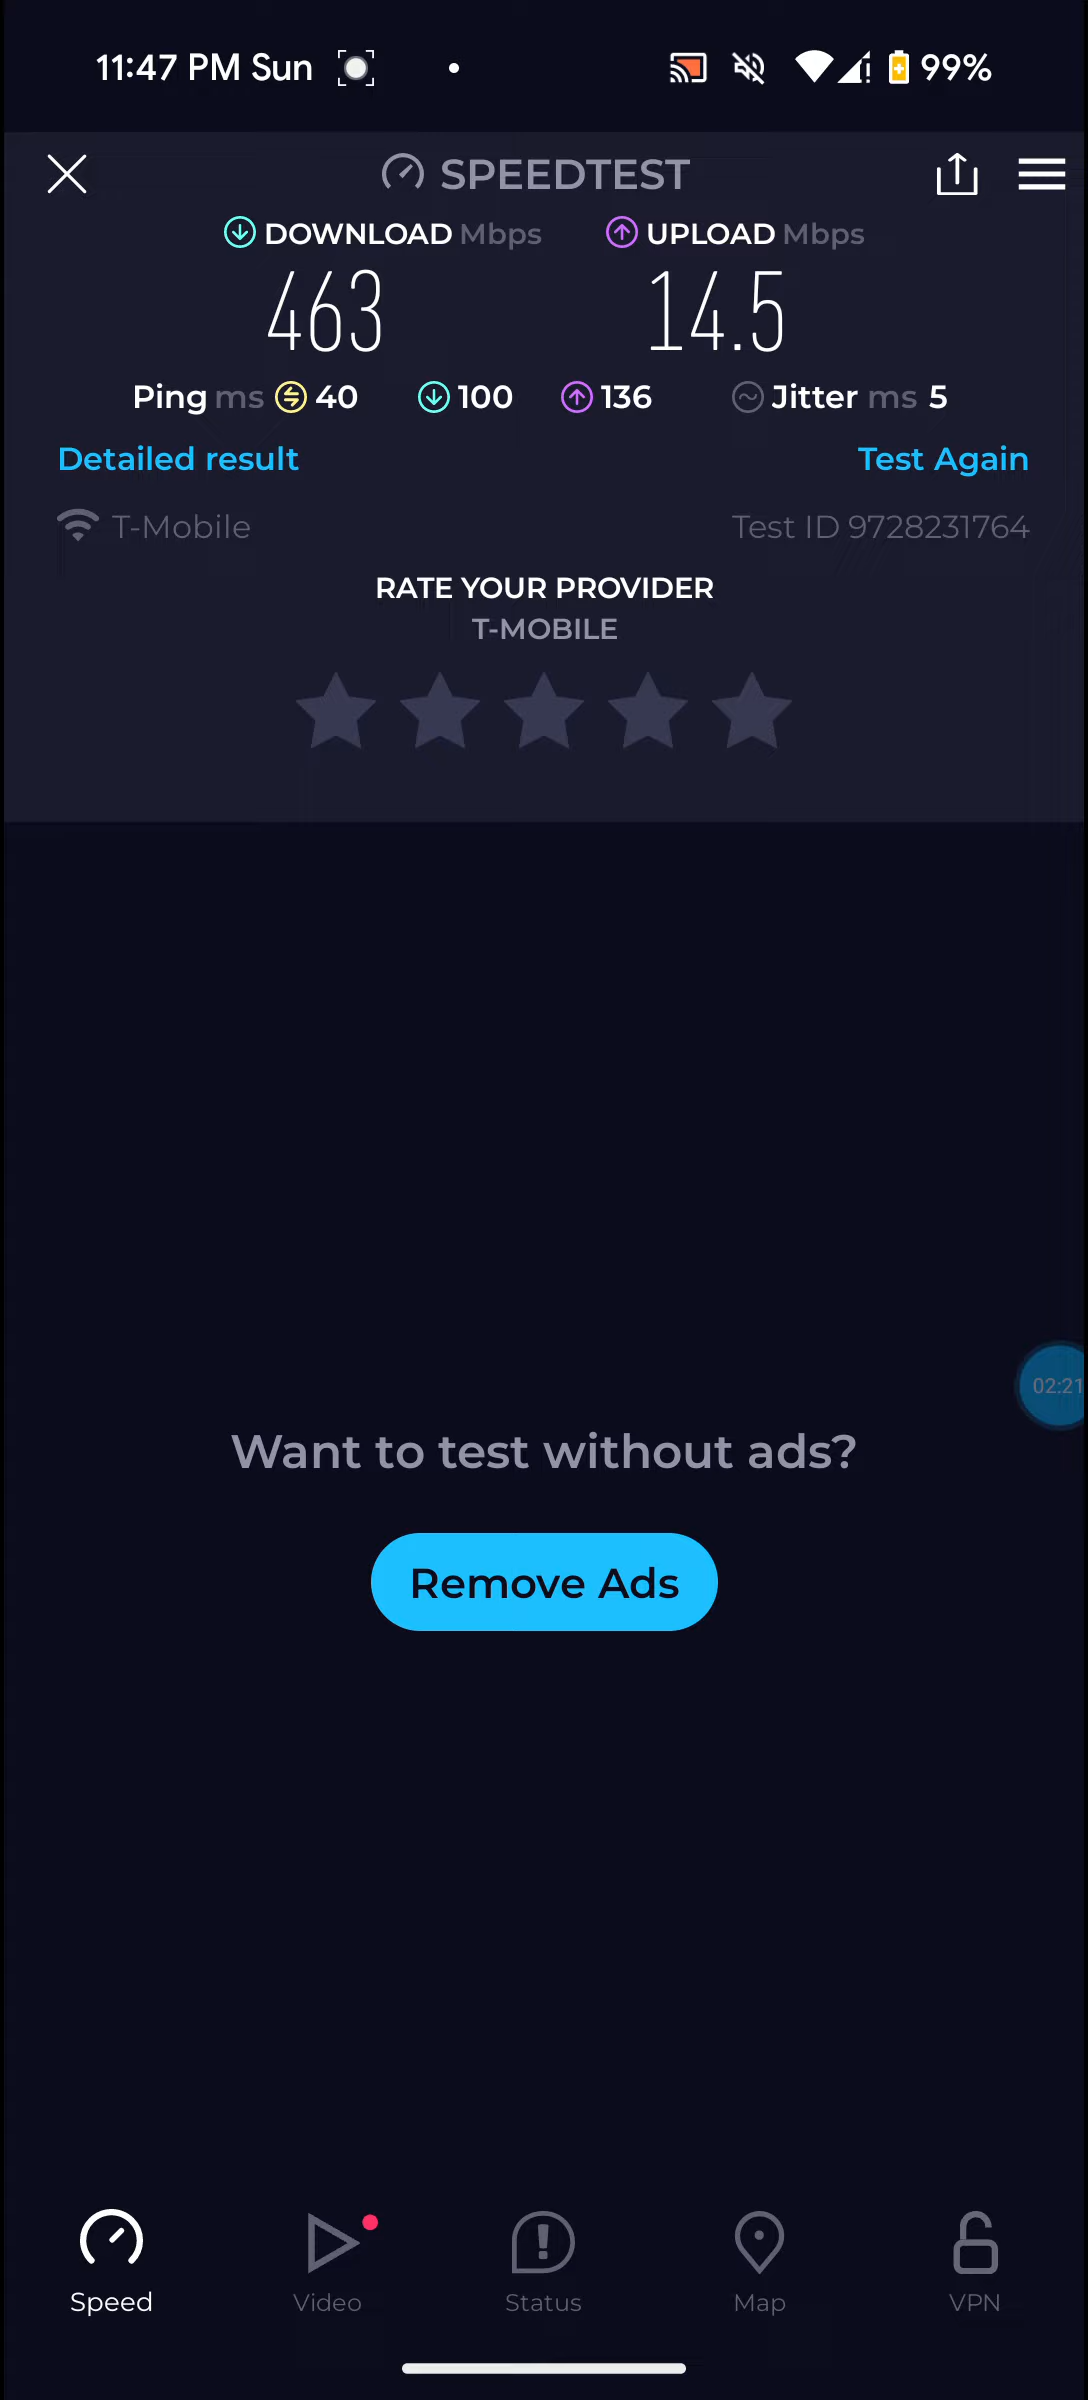 11:47 PM Sun 99%
SPEEDTEST
DOWNLOAD Mbps UPLOAD Mbps
463 14.5
Ping ms 40 100 136 Jitter ms 5
Detailed result Test Again
T-Mobile Test ID 9728231764
RATE YOUR PROVIDER
T-MOBILE
02:21
Want to test without ads?
Remove Ads
Speed Video Status Map VPN